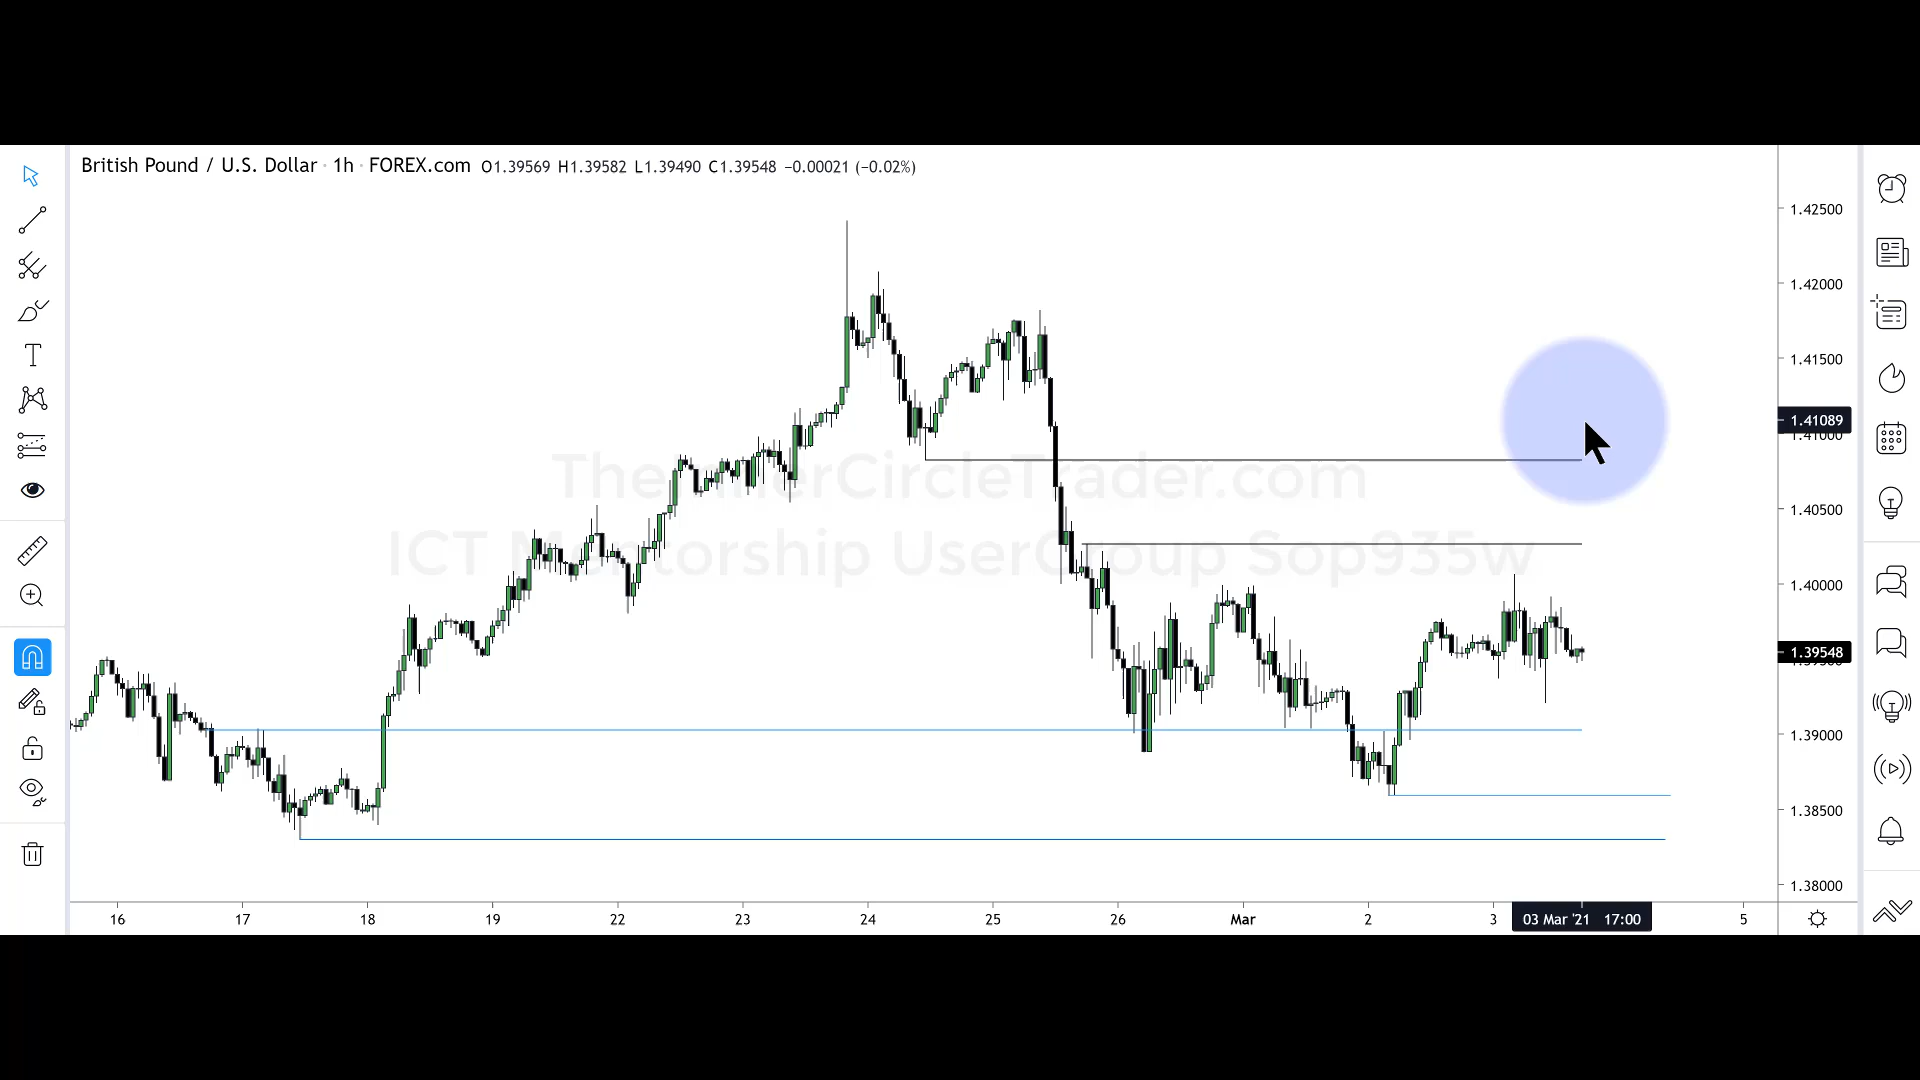 British Pound / U.S. Dollar · 1h · FOREX.com O1.39569 H1.39582 L1.39490 C1.39548 −0.00021 (−0.02%)
1.42500
1.42000
1.41500
1.41089
1.41000
1.40500
1.40000
1.39548
1.39000
1.38500
1.38000
TheInnerCircleTrader.com
ICT Mentorship UserGroup Sop935w
16 17 18 19 22 23 24 25 26 Mar 2 3 03 Mar '21 17:00 5